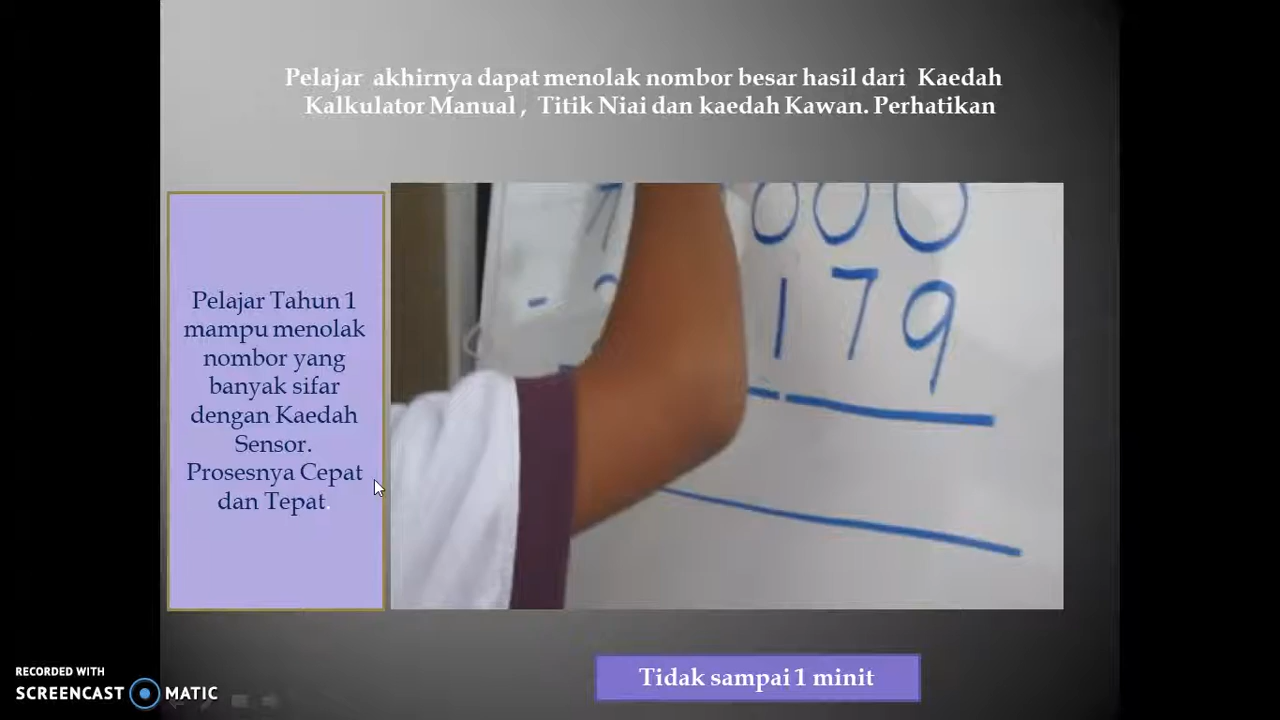 Pelajar akhirnya dapat menolak nombor besar hasil dari Kaedah
Kalkulator Manual , Titik Niai dan kaedah Kawan. Perhatikan
Pelajar Tahun 1
mampu menolak
nombor yang
banyak sifar
dengan Kaedah
Sensor.
Prosesnya Cepat
dan Tepat.
000
179
Tidak sampai 1 minit
RECORDED WITH
SCREENCAST MATIC